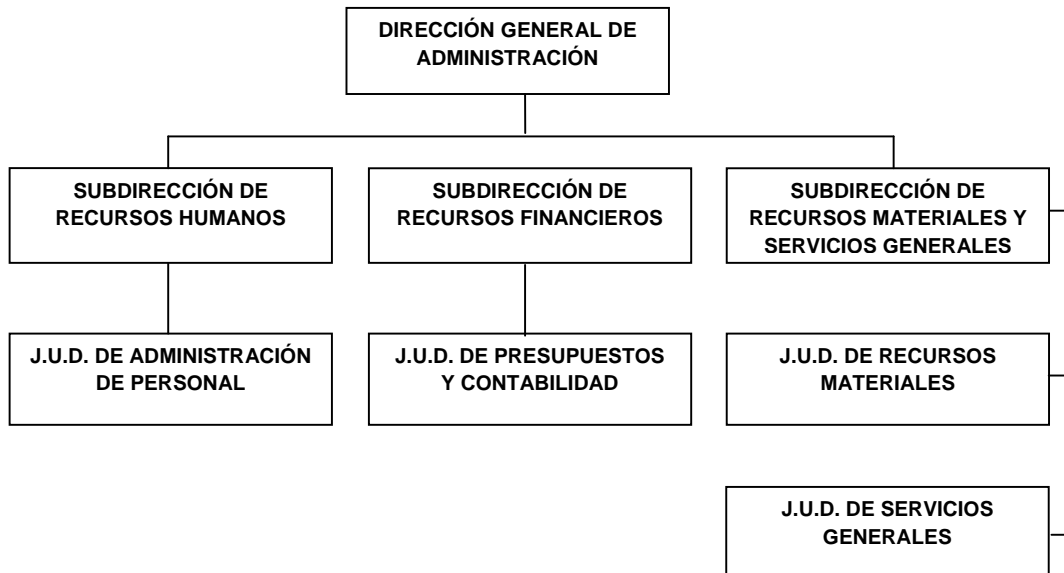 DIRECCIÓN GENERAL DE
ADMINISTRACIÓN
SUBDIRECCIÓN DE
RECURSOS HUMANOS
SUBDIRECCIÓN DE
RECURSOS FINANCIEROS
SUBDIRECCIÓN DE
RECURSOS MATERIALES Y
SERVICIOS GENERALES
J.U.D. DE ADMINISTRACIÓN
DE PERSONAL
J.U.D. DE PRESUPUESTOS
Y CONTABILIDAD
J.U.D. DE RECURSOS
MATERIALES
J.U.D. DE SERVICIOS
GENERALES